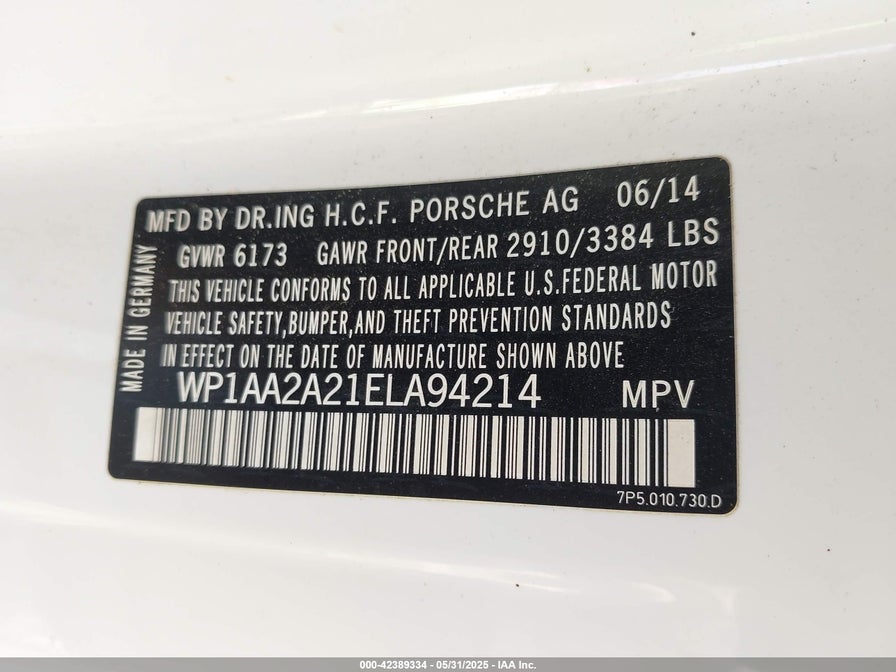 MFD BY DR.ING H.C.F. PORSCHE AG 06/14
GVWR 6173 GAWR FRONT/REAR 2910/3384 LBS
THIS VEHICLE CONFORMS TO ALL APPLICABLE U.S.FEDERAL MOTOR
VEHICLE SAFETY,BUMPER,AND THEFT PREVENTION STANDARDS
IN EFFECT ON THE DATE OF MANUFACTURE SHOWN ABOVE
MADE IN GERMANY
WP1AA2A21ELA94214 MPV
7P5.010.730.D
000-42389334 - 05/31/2025 - IAA Inc.